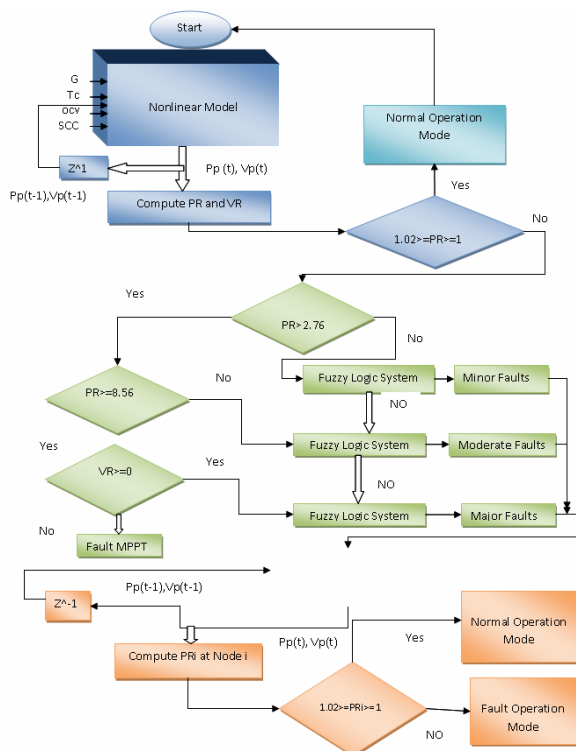 Start
G
Tc
ocv
SCC
Nonlinear Model
Normal Operation
Mode
Z^1
Pp (t), Vp(t)
Pp(t-1),Vp(t-1)
Compute PR and VR
Yes
No
1.02>=PR>=1
Yes
PR>2.76
No
Fuzzy Logic System
Minor Faults
PR>=8.56
No
NO
Fuzzy Logic System
Moderate Faults
Yes
VR>=0
Yes
NO
Fuzzy Logic System
Major Faults
No
Fault MPPT
Pp(t-1),Vp(t-1)
Z^-1
Pp(t), Vp(t)
Compute PRi at Node i
Yes
Normal Operation
Mode
1.02>=PRi>=1
NO
Fault Operation
Mode